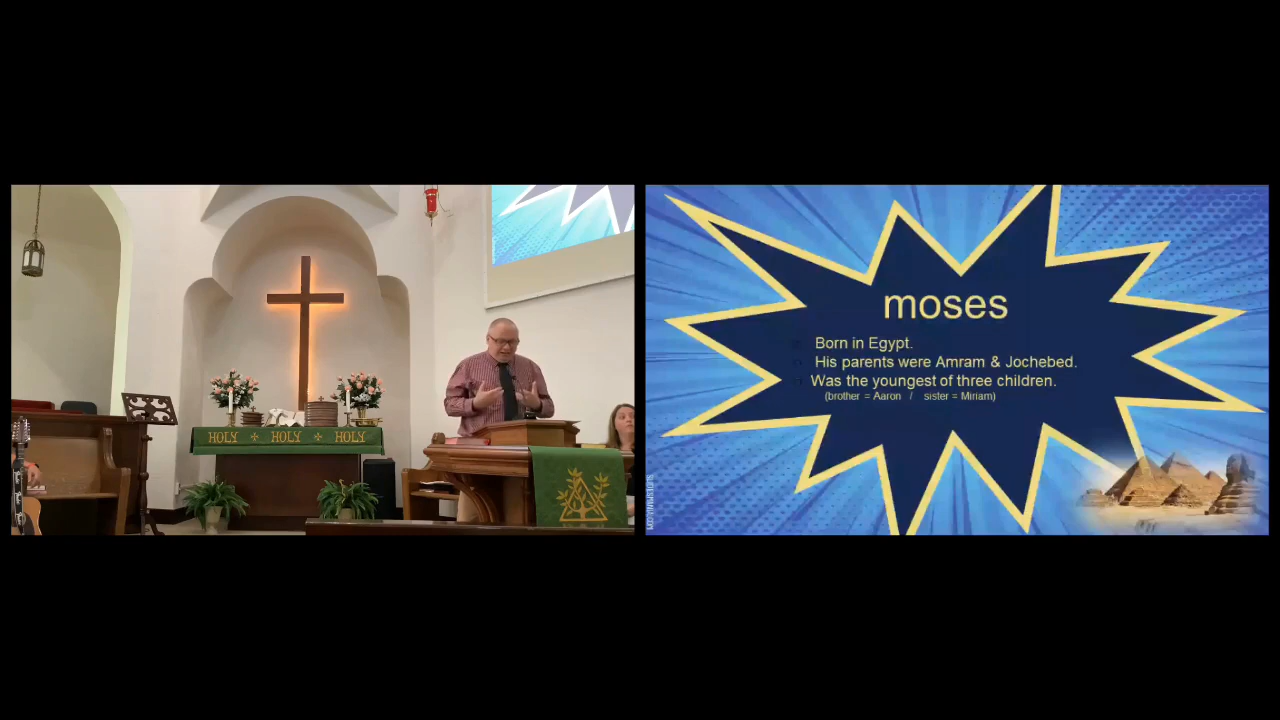 HOLY HOLY HOLY
moses
Born in Egypt.
His parents were Amram & Jochebed.
Was the youngest of three children.
(brother = Aaron / sister = Miriam)